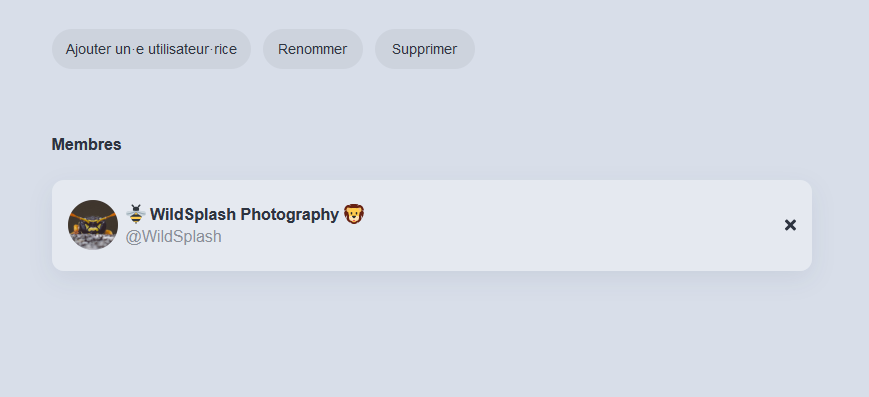 Ajouter un·e utilisateur·rice Renommer Supprimer
Membres
🐝 WildSplash Photography 🦁
@WildSplash